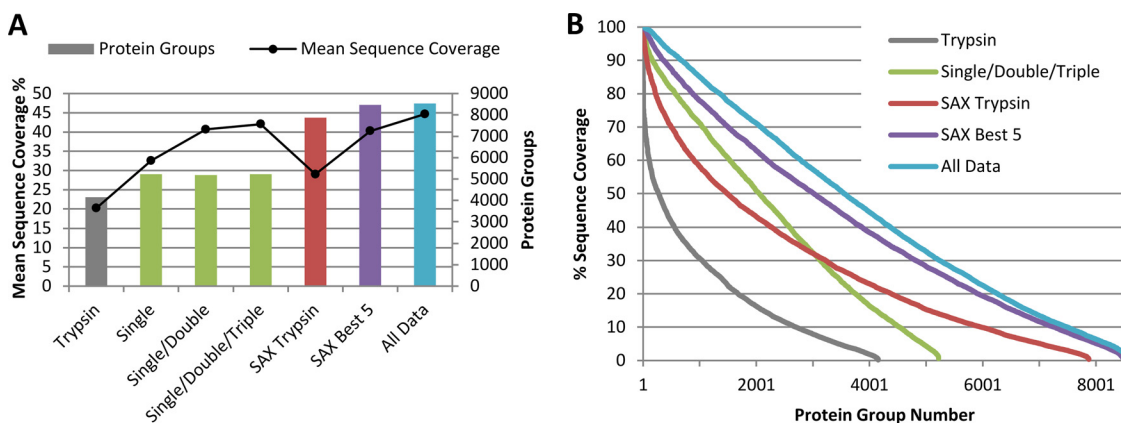 A
Protein Groups
Mean Sequence Coverage
Mean Sequence Coverage %
50
45
40
35
30
25
20
15
10
5
0
9000
8000
7000
6000
5000
4000
3000
2000
1000
0
Protein Groups
Trypsin
Single
Single/Double
Single/Double/Triple
SAX Trypsin
SAX Best 5
All Data
B
% Sequence Coverage
100
90
80
70
60
50
40
30
20
10
0
Trypsin
Single/Double/Triple
SAX Trypsin
SAX Best 5
All Data
1 2001 4001 6001 8001
Protein Group Number